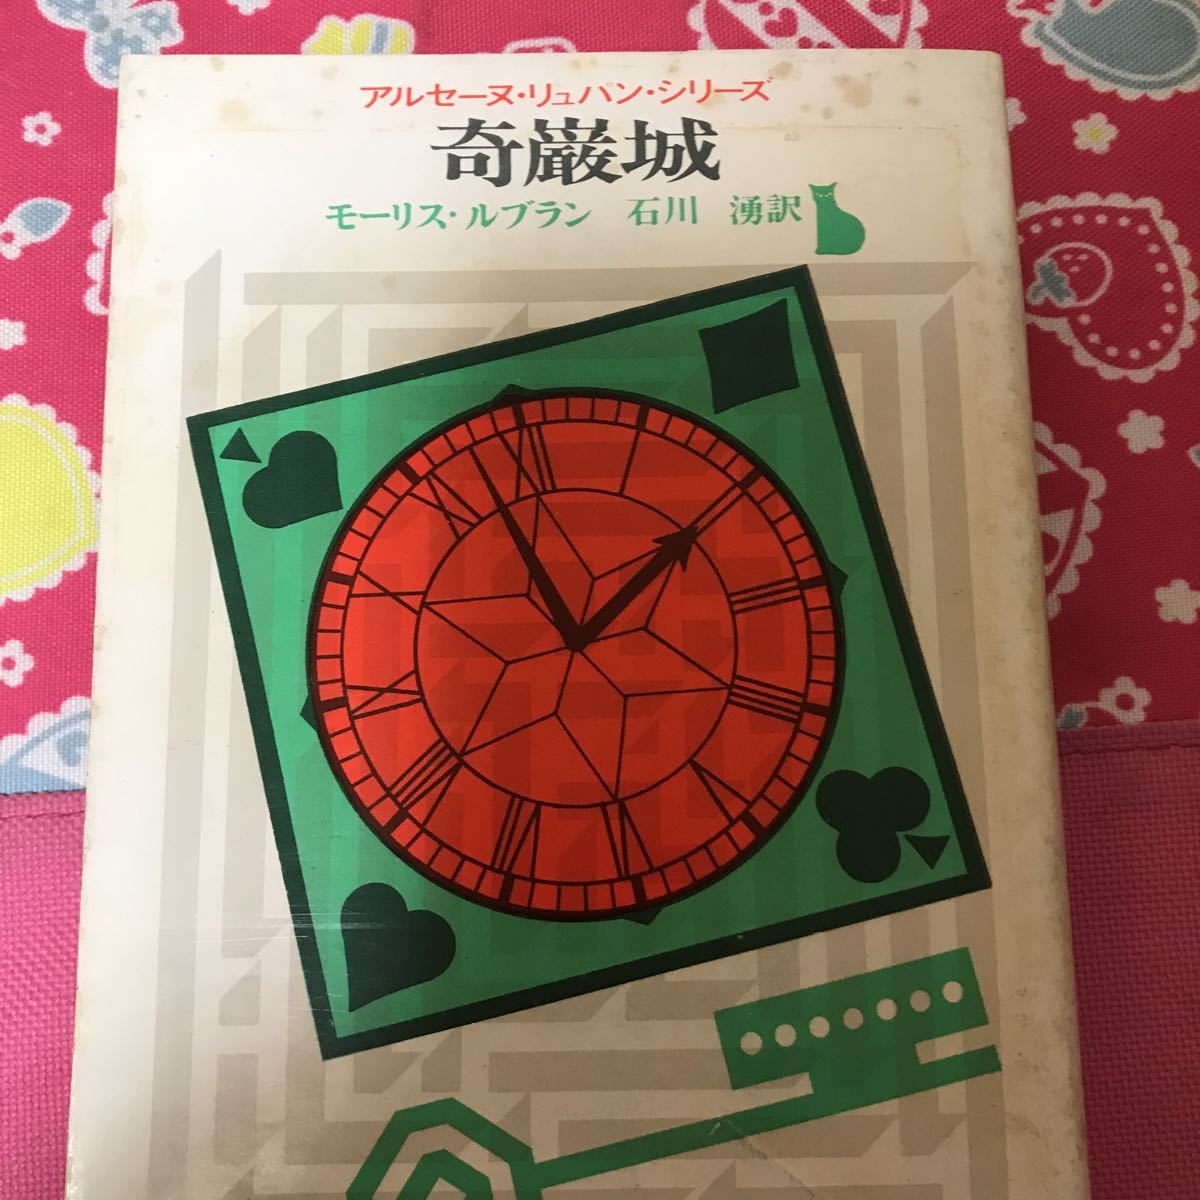 アルセーヌ・リュパン・シリーズ
奇巌城
モーリス・ルブラン 石川 湧訳